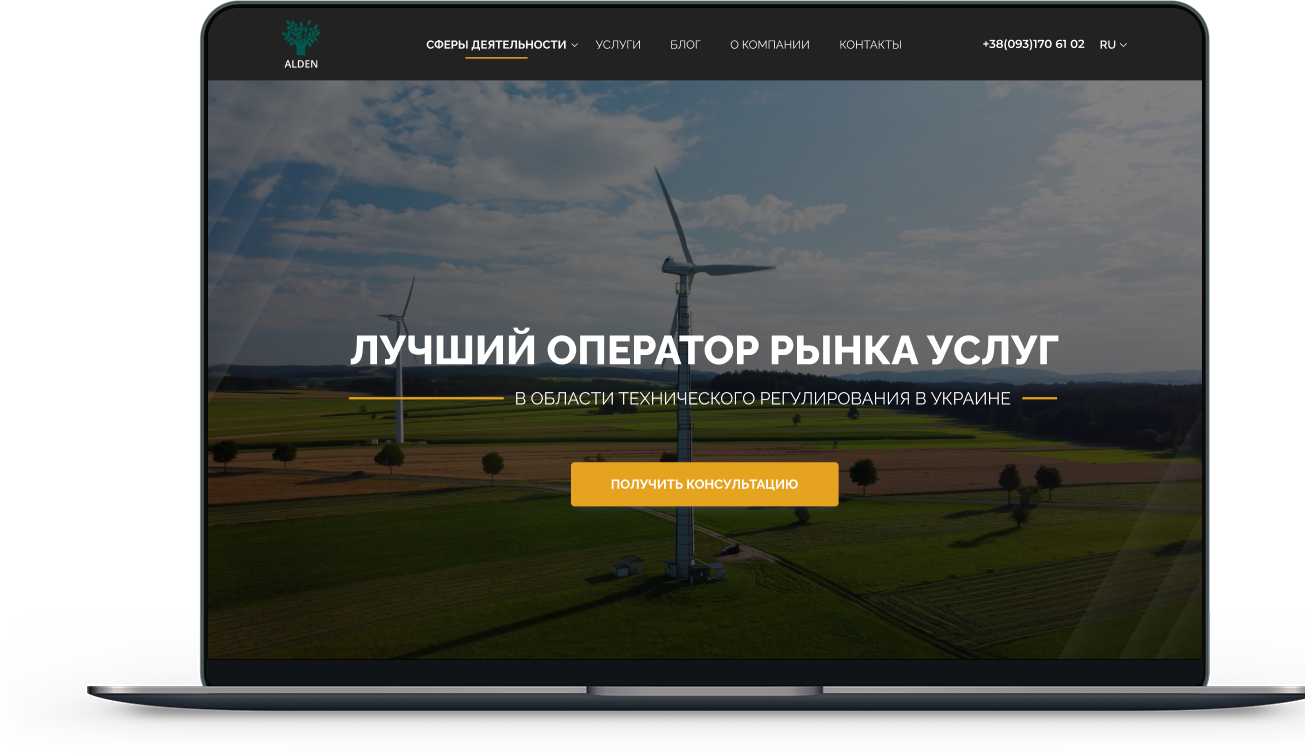 ALDEN
СФЕРЫ ДЕЯТЕЛЬНОСТИ УСЛУГИ БЛОГ О КОМПАНИИ КОНТАКТЫ +38(093)170 61 02 RU
ЛУЧШИЙ ОПЕРАТОР РЫНКА УСЛУГ
В ОБЛАСТИ ТЕХНИЧЕСКОГО РЕГУЛИРОВАНИЯ В УКРАИНЕ
ПОЛУЧИТЬ КОНСУЛЬТАЦИЮ